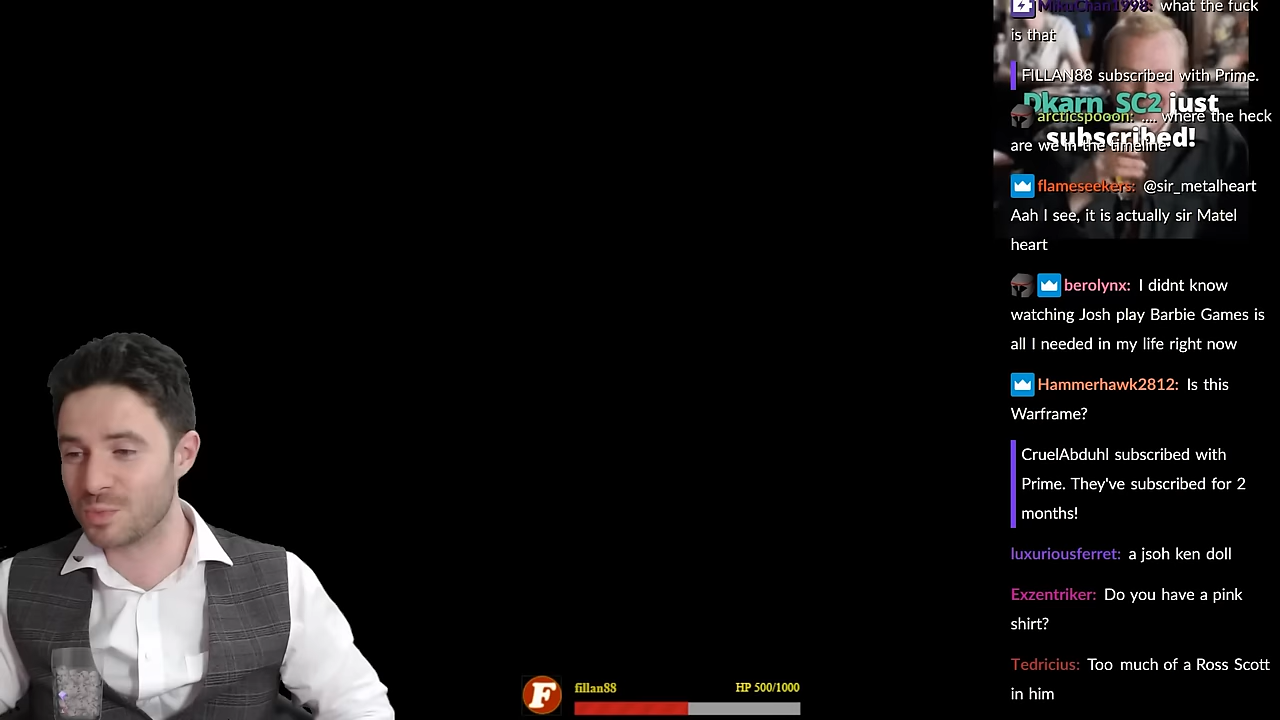 MikuChan1998: what the fuck
is that
FILLAN88 subscribed with Prime.
Dkarn_SC2 just
subscribed!
arcticspooon: .... where the heck
are we in the timeline
flameseekers: @sir_metalheart
Aah I see, it is actually sir Matel
heart
berolynx: I didnt know
watching Josh play Barbie Games is
all I needed in my life right now
Hammerhawk2812: Is this
Warframe?
CruelAbduhl subscribed with
Prime. They've subscribed for 2
months!
luxuriousferret: a jsoh ken doll
Exzentriker: Do you have a pink
shirt?
Tedricius: Too much of a Ross Scott
in him
F
fillan88 HP 500/1000